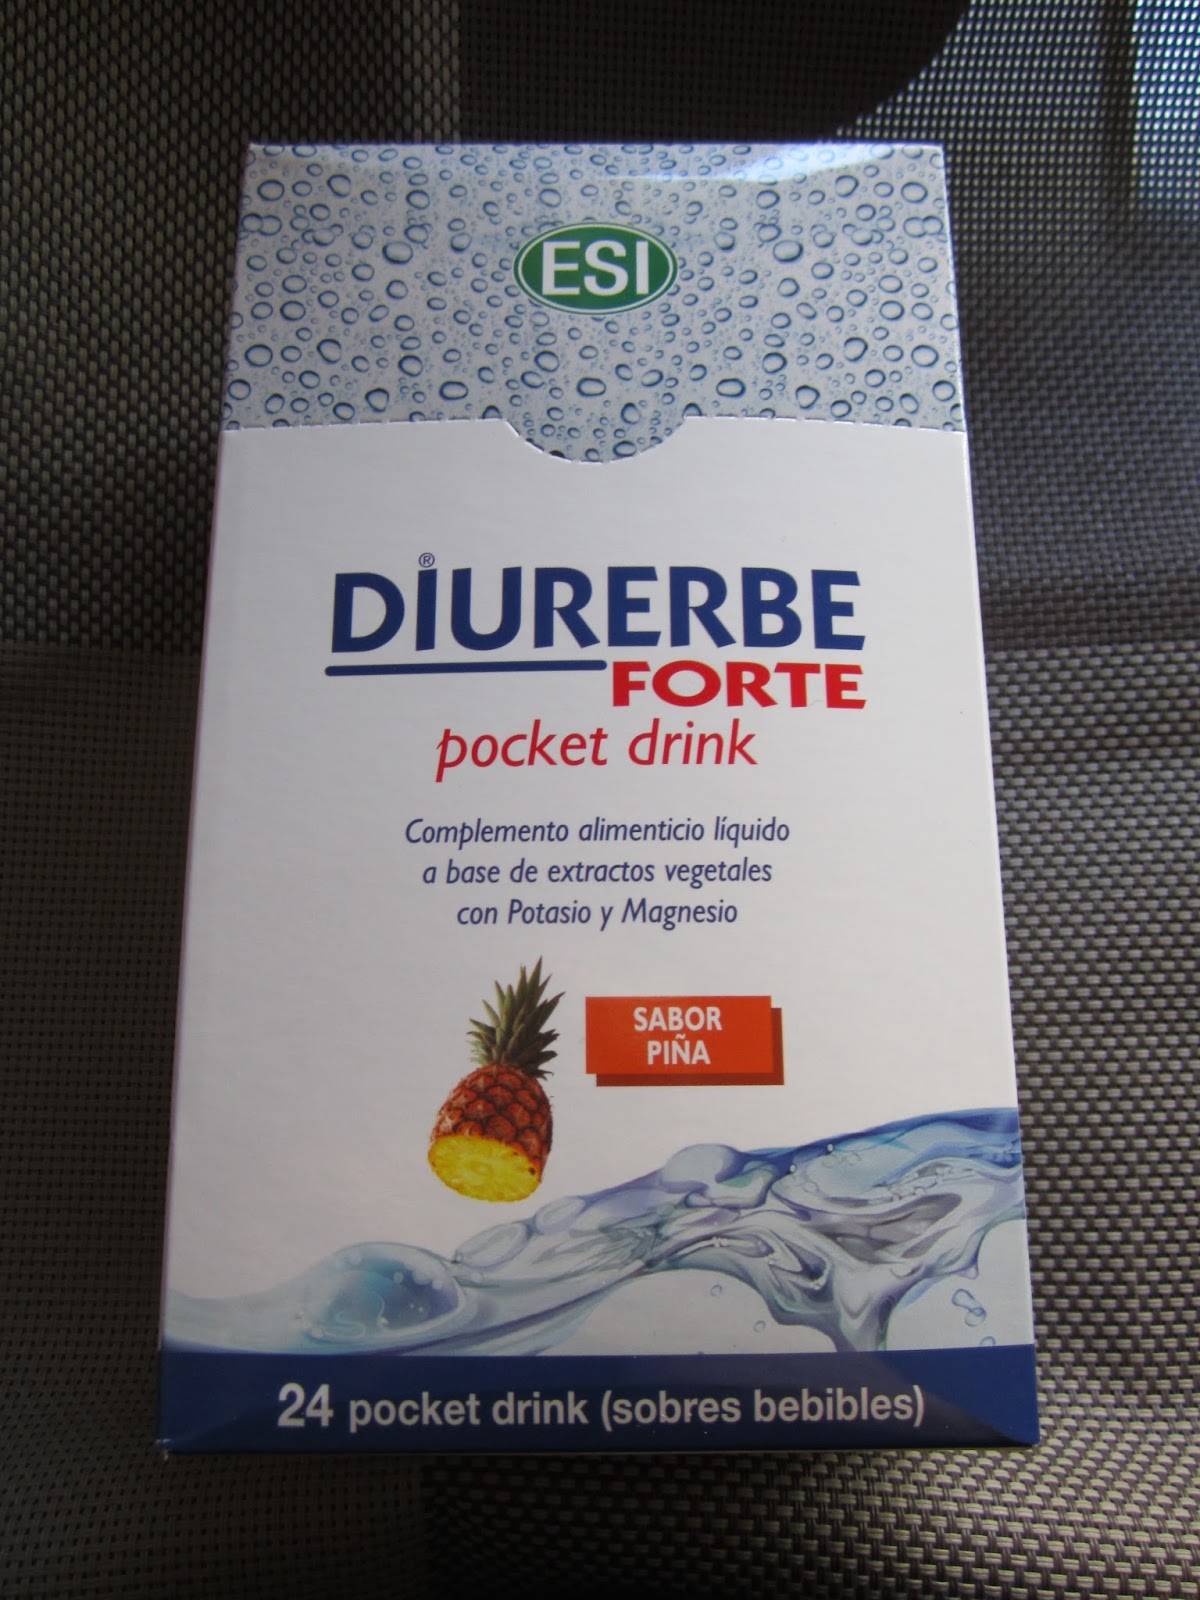 ESI
DIURERBE®
FORTE
pocket drink
Complemento alimenticio líquido
a base de extractos vegetales
con Potasio y Magnesio
SABOR
PIÑA
24 pocket drink (sobres bebibles)